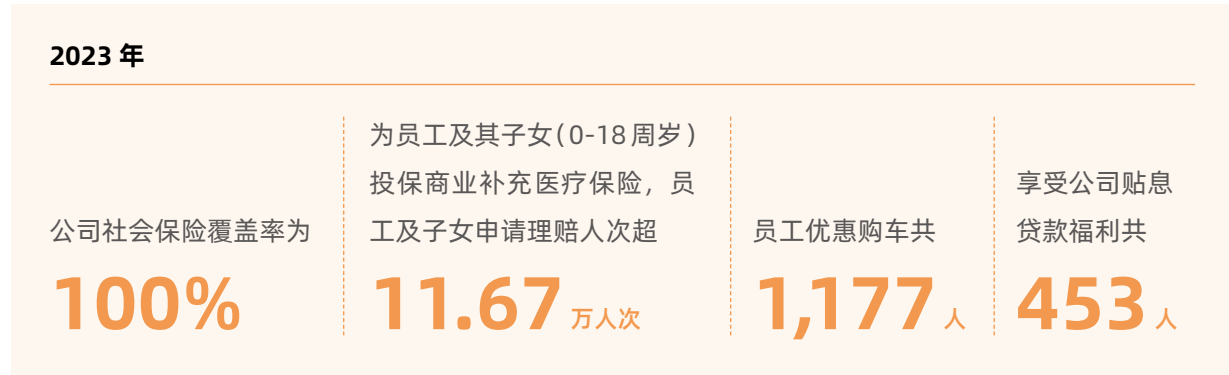 2023 年
公司社会保险覆盖率为
100%
为员工及其子女(0-18周岁)
投保商业补充医疗保险，员
工及子女申请理赔人次超
11.67 万人次
员工优惠购车共
1,177 人
享受公司贴息
贷款福利共
453 人